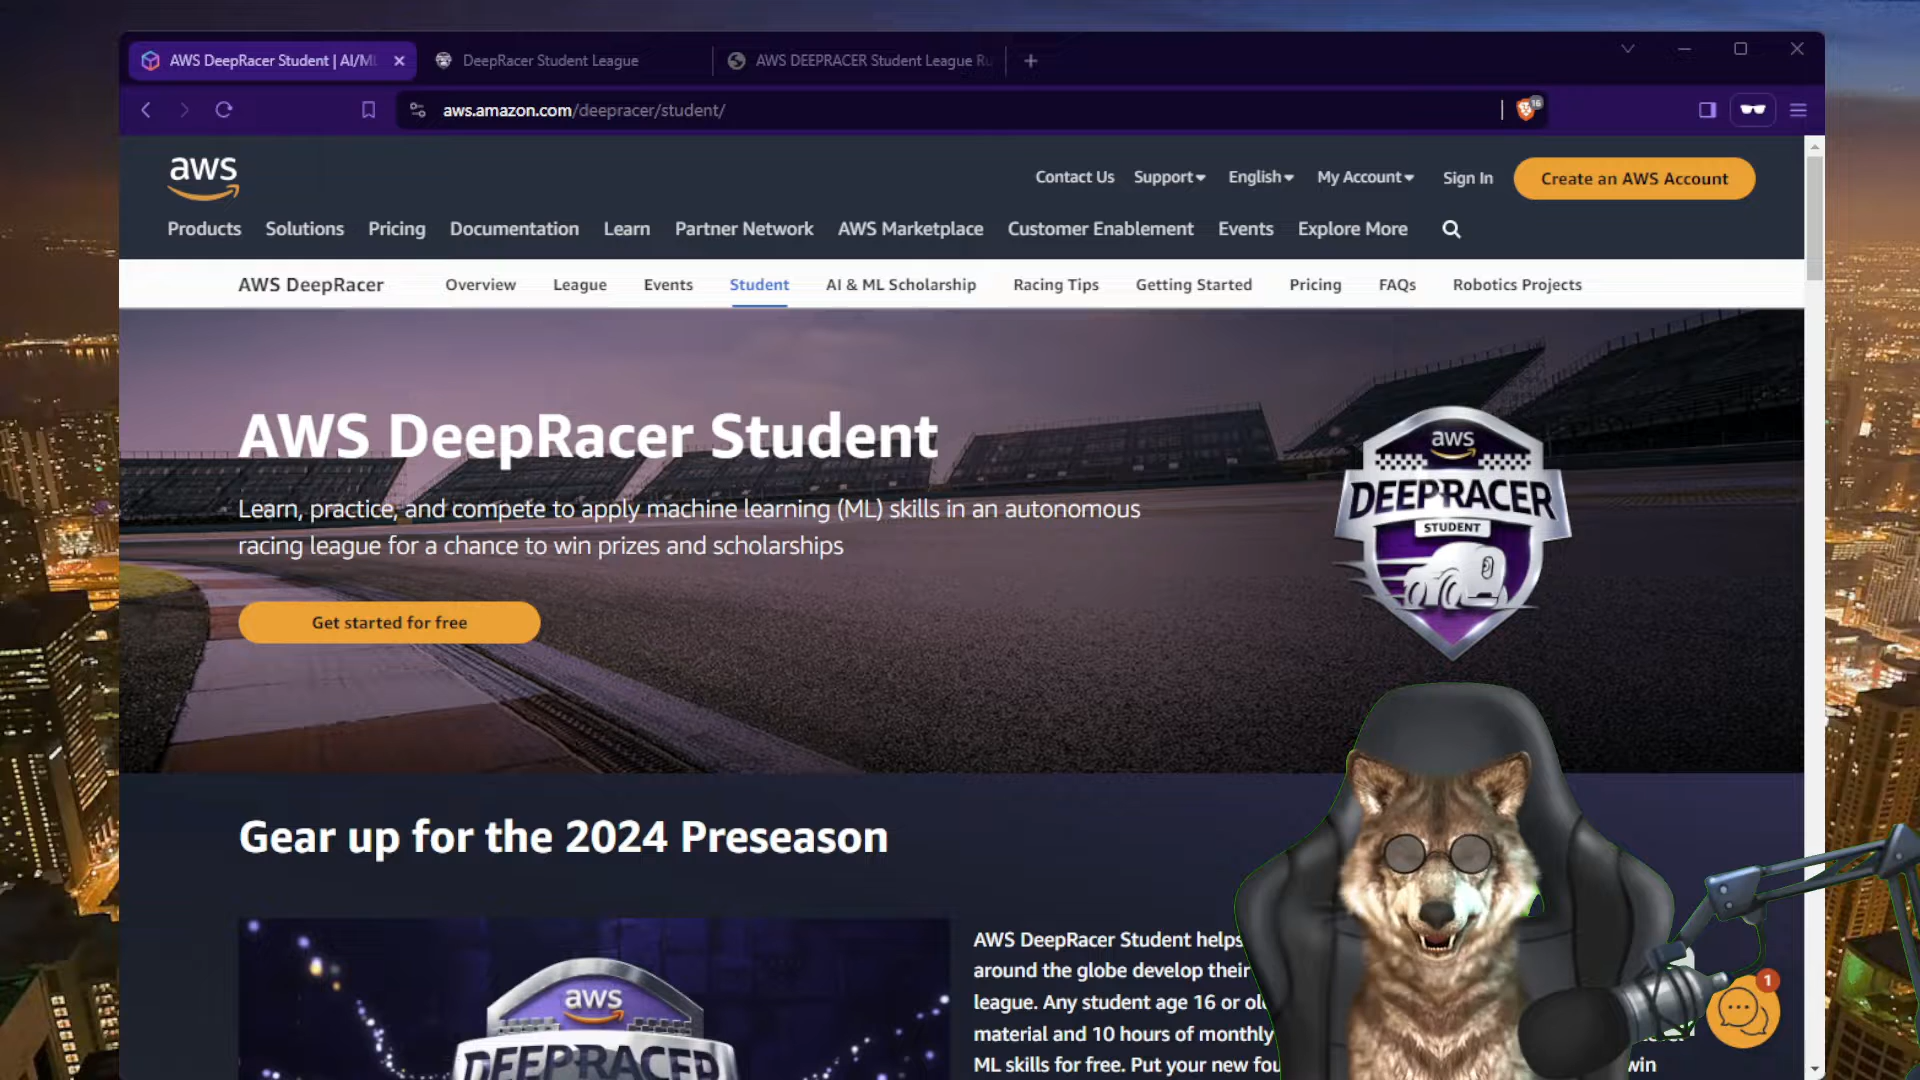 AWS DeepRacer Student | AI/ML
DeepRacer Student League
AWS DEEPRACER Student League Ru
aws.amazon.com/deepracer/student/
16
aws
Contact Us
Support
English
My Account
Sign In
Create an AWS Account
Products
Solutions
Pricing
Documentation
Learn
Partner Network
AWS Marketplace
Customer Enablement
Events
Explore More
AWS DeepRacer
Overview
League
Events
Student
AI & ML Scholarship
Racing Tips
Getting Started
Pricing
FAQs
Robotics Projects
AWS DeepRacer Student
Learn, practice, and compete to apply machine learning (ML) skills in an autonomous
racing league for a chance to win prizes and scholarships
Get started for free
aws
DEEPRACER
STUDENT
Gear up for the 2024 Preseason
aws
DEEPRACER
AWS DeepRacer Student helps
around the globe develop their
league. Any student age 16 or
material and 10 hours of monthly
ML skills for free. Put your new win
1